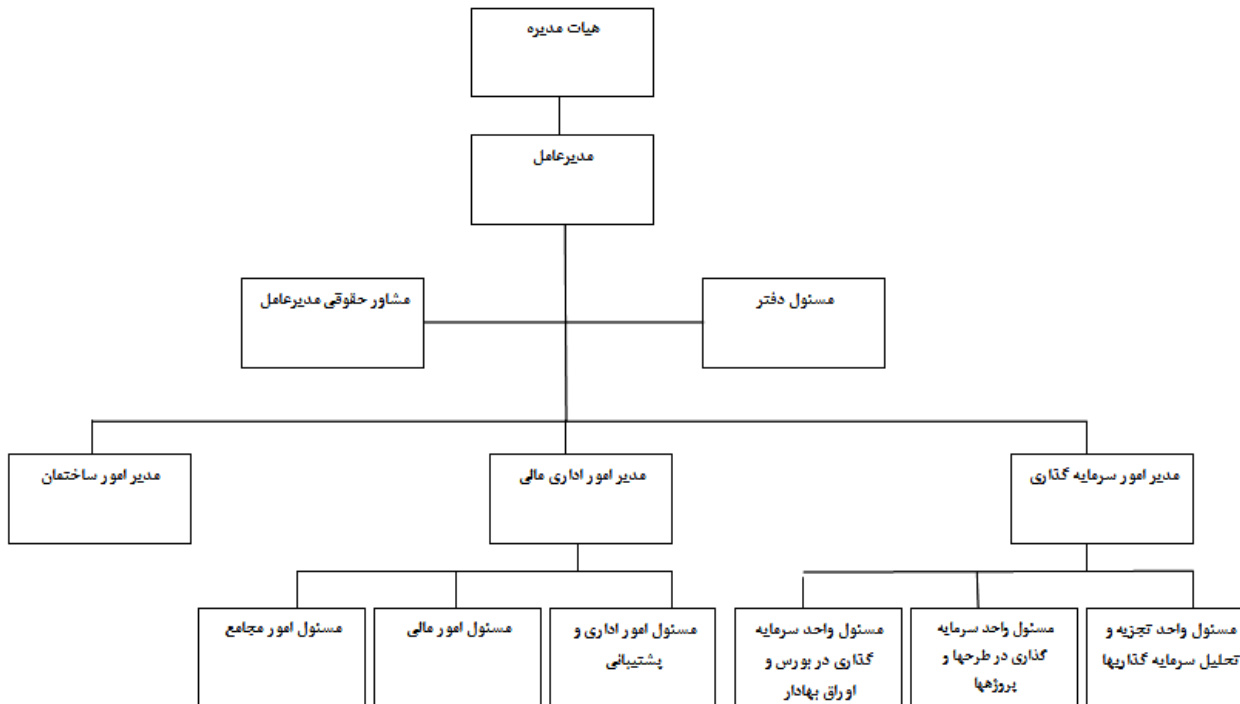 هیات مدیره
مدیرعامل
مسئول دفتر
مشاور حقوقی مدیرعامل
مدیر امور سرمایه گذاری
مدیر امور اداری مالی
مدیر امور ساختمان
مسئول واحد تجزیه و
تحلیل سرمایه گذاریها
مسئول واحد سرمایه
گذاری در طرحها و
پروژهها
مسئول واحد سرمایه
گذاری در بورس و
اوراق بهادار
مسئول امور اداری و
پشتیبانی
مسئول امور مالی
مسئول امور مجامع